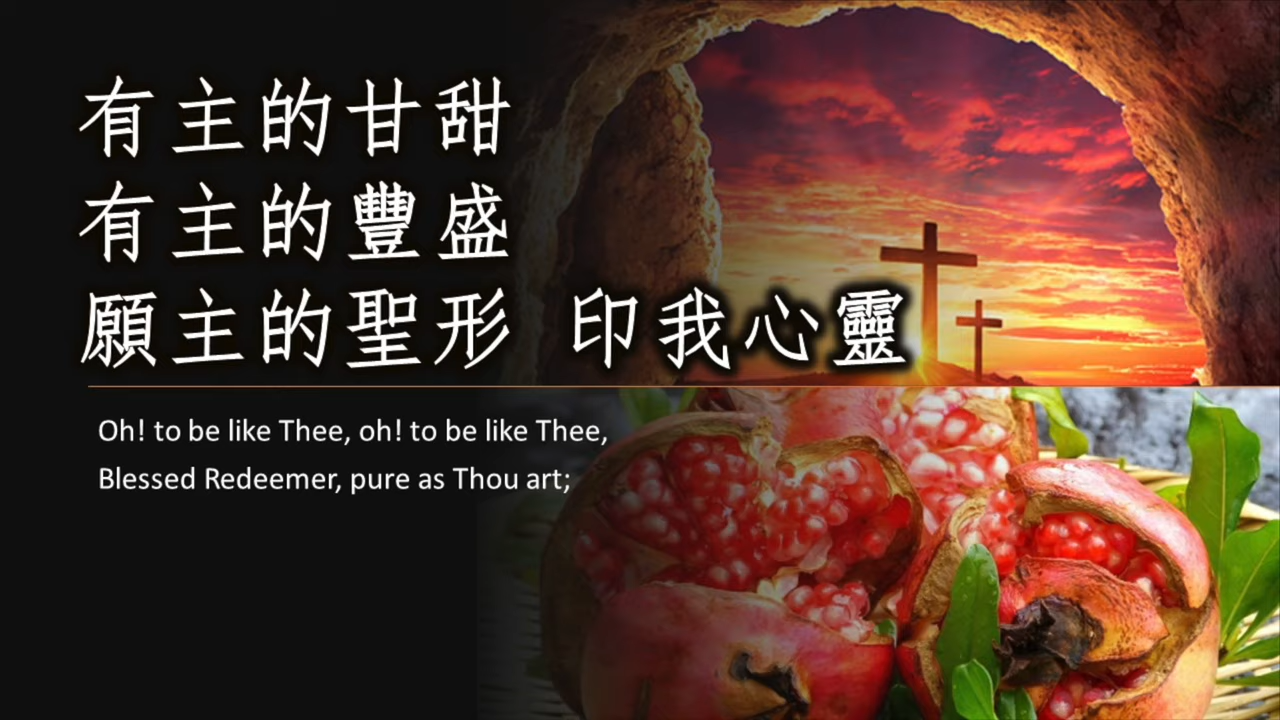 有主的甘甜
有主的豐盛
願主的聖形 印我心靈
Oh! to be like Thee, oh! to be like Thee,
Blessed Redeemer, pure as Thou art;